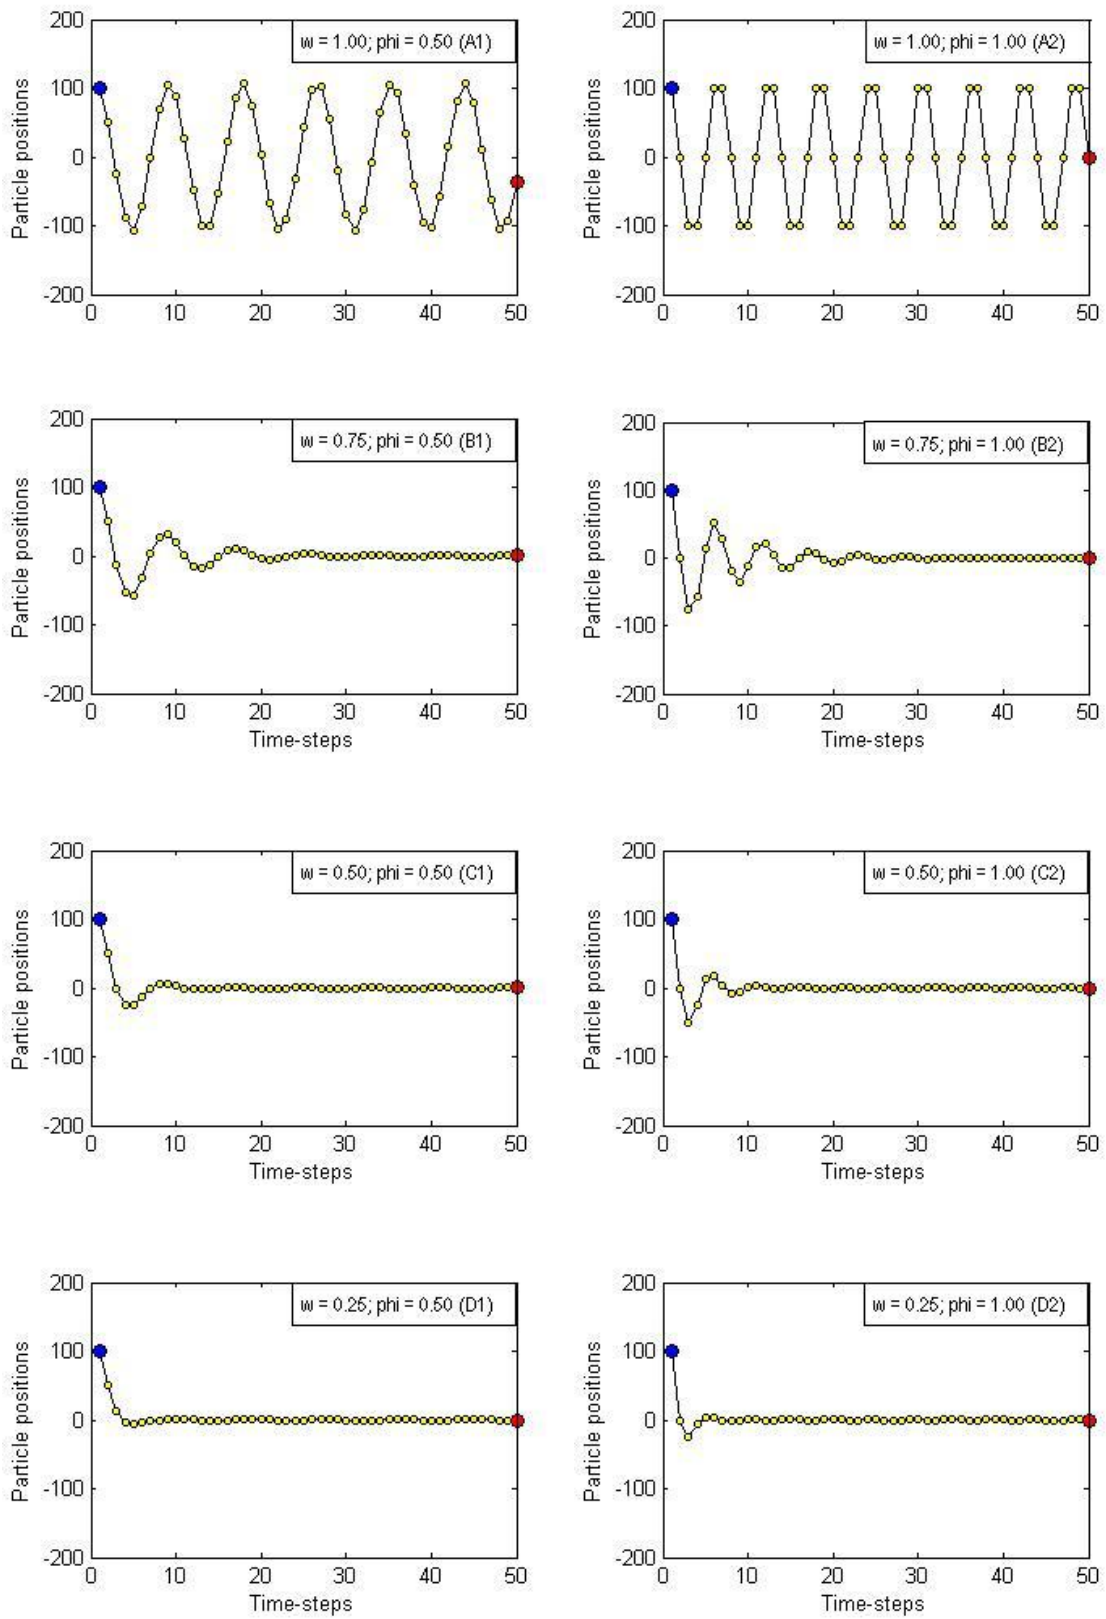 200
w = 1.00; phi = 0.50 (A1)
100
0
-100
-200
Particle positions
0 10 20 30 40 50
200
w = 1.00; phi = 1.00 (A2)
100
0
-100
-200
Particle positions
0 10 20 30 40 50
200
w = 0.75; phi = 0.50 (B1)
100
0
-100
-200
Particle positions
0 10 20 30 40 50
Time-steps
200
w = 0.75; phi = 1.00 (B2)
100
0
-100
-200
Particle positions
0 10 20 30 40 50
Time-steps
200
w = 0.50; phi = 0.50 (C1)
100
0
-100
-200
Particle positions
0 10 20 30 40 50
Time-steps
200
w = 0.50; phi = 1.00 (C2)
100
0
-100
-200
Particle positions
0 10 20 30 40 50
Time-steps
200
w = 0.25; phi = 0.50 (D1)
100
0
-100
-200
Particle positions
0 10 20 30 40 50
Time-steps
200
w = 0.25; phi = 1.00 (D2)
100
0
-100
-200
Particle positions
0 10 20 30 40 50
Time-steps